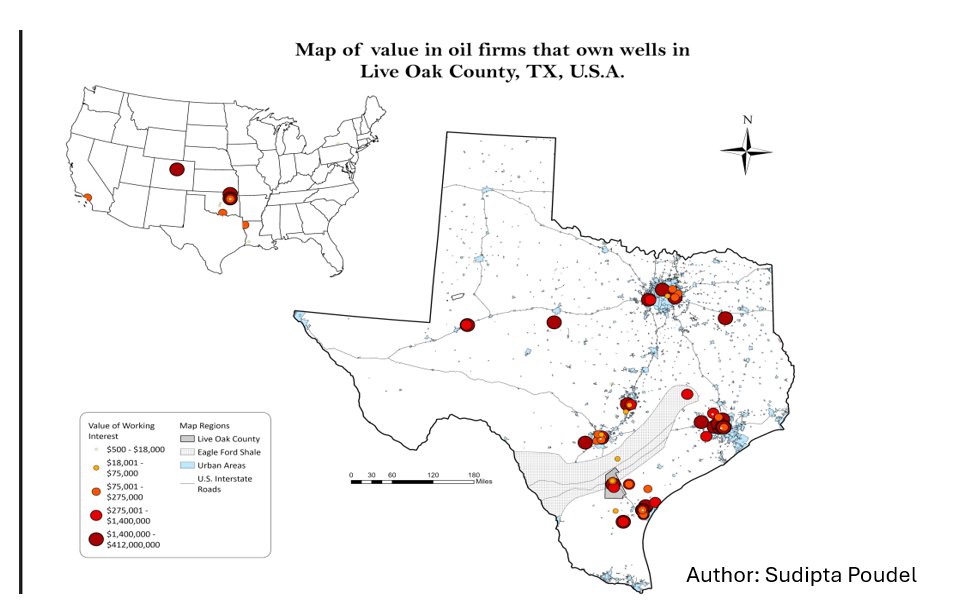 Map of value in oil firms that own wells in
Live Oak County, TX, U.S.A.
N
Value of Working
Interest
$500 - $18,000
$18,001 -
$75,000
$75,001 -
$275,000
$275,001 -
$1,400,000
$1,400,000 -
$412,000,000
Map Regions
Live Oak County
Eagle Ford Shale
Urban Areas
U.S. Interstate
Roads
0 30 60 120 180
Miles
Author: Sudipta Poudel